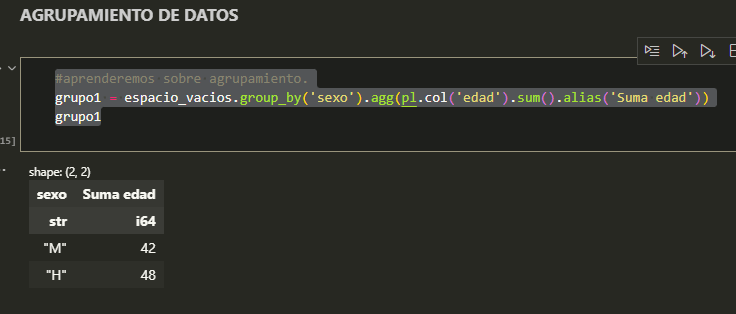 AGRUPAMIENTO DE DATOS
#aprenderemos sobre agrupamiento.
grupo1 = espacio_vacios.group_by('sexo').agg(pl.col('edad').sum().alias('Suma edad'))
grupo1
15]
shape: (2, 2)
sexo Suma edad
str i64
"M" 42
"H" 48